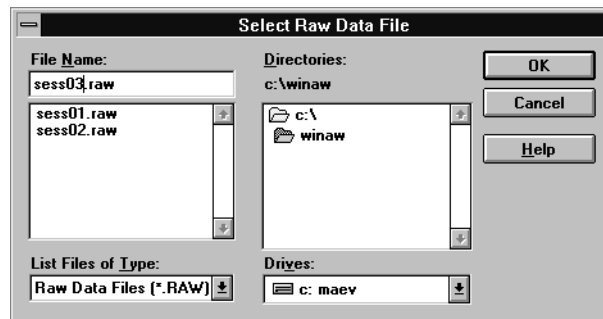 Select Raw Data File
File Name:
sess03.raw
sess01.raw
sess02.raw
List Files of Type:
Raw Data Files (*.RAW)
Directories:
c:\winaw
c:\
winaw
Drives:
c: maev
OK
Cancel
Help